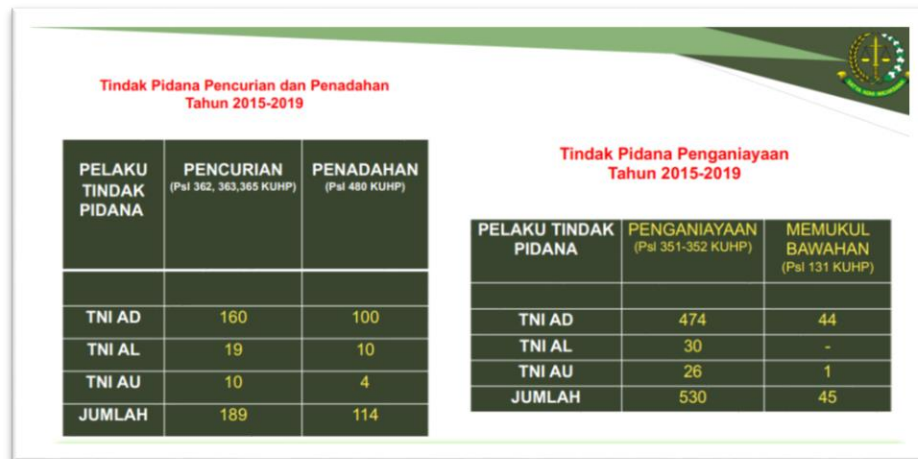 Tindak Pidana Pencurian dan Penadahan
Tahun 2015-2019
PELAKU
TINDAK
PIDANA
PENCURIAN
(Psl 362, 363,365 KUHP)
PENADAHAN
(Psl 480 KUHP)
TNI AD 160 100
TNI AL 19 10
TNI AU 10 4
JUMLAH 189 114
Tindak Pidana Penganiayaan
Tahun 2015-2019
PELAKU TINDAK
PIDANA
PENGANIAYAAN
(Psl 351-352 KUHP)
MEMUKUL
BAWAHAN
(Psl 131 KUHP)
TNI AD 474 44
TNI AL 30 -
TNI AU 26 1
JUMLAH 530 45